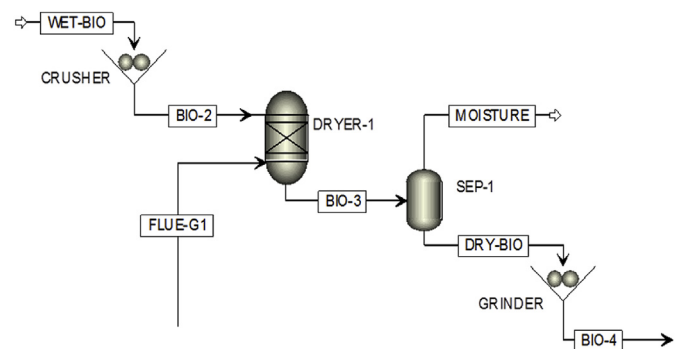 WET-BIO
CRUSHER
BIO-2
DRYER-1
MOISTURE
SEP-1
BIO-3
FLUE-G1
DRY-BIO
GRINDER
BIO-4